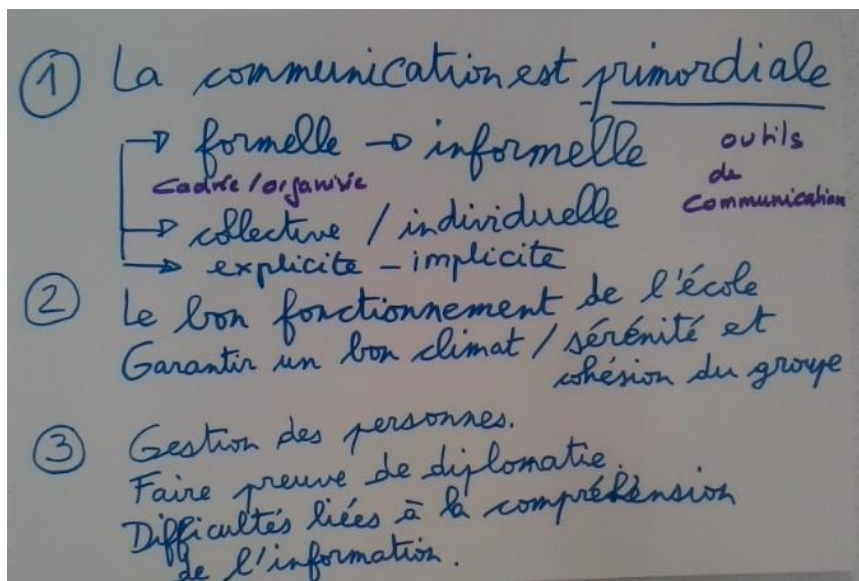 ① La communication est primordiale
→ formelle → informelle
cadrée/organisée
outils
de
communication
→ collective / individuelle
→ explicite - implicite
② Le bon fonctionnement de l'école
Garantir un bon climat / sérénité et
cohésion du groupe
③ Gestion des personnes.
Faire preuve de diplomatie.
Difficultés liées à la compréhension
de l'information.